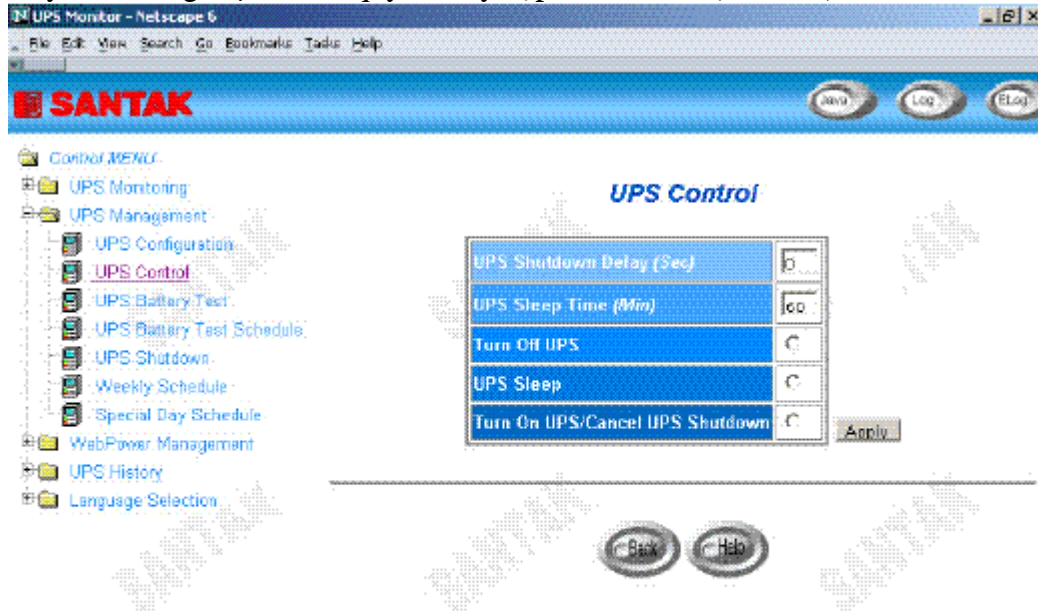 UPS Monitor - Netscape 6
File Edit View Search Go Bookmarks Tasks Help
SANTAK
Java Log ELog
Control MENU
UPS Monitoring
UPS Management
UPS Configuration
UPS Control
UPS Battery Test
UPS Battery Test Schedule
UPS Shutdown
Weekly Schedule
Special Day Schedule
WebPower Management
UPS History
Language Selection
UPS Control
UPS Shutdown Delay (Sec) 0
UPS Sleep Time (Min) 60
Turn Off UPS
UPS Sleep
Turn On UPS/Cancel UPS Shutdown
Apply
Back Help